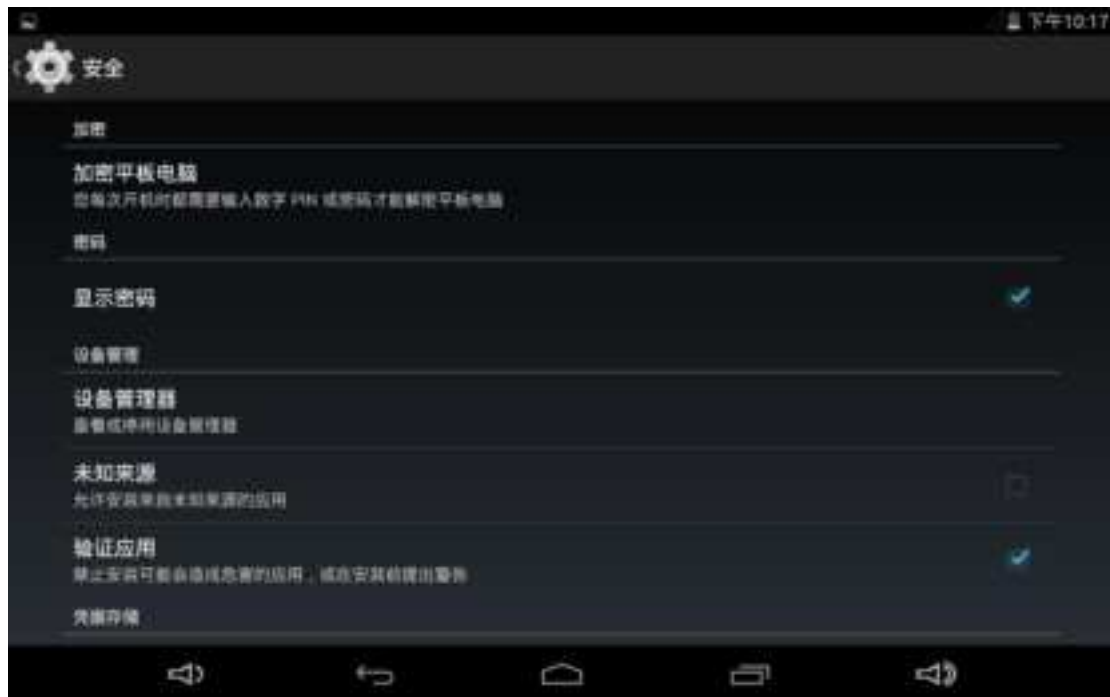 下午10:17
安全
加密
加密平板电脑
您每次开机时都需要输入数字 PIN 或密码才能解密平板电脑
密码
显示密码
设备管理
设备管理器
查看或停用设备管理器
未知来源
允许安装来自未知来源的应用
验证应用
禁止安装可能会造成危害的应用，或在安装前提出警告
凭据存储